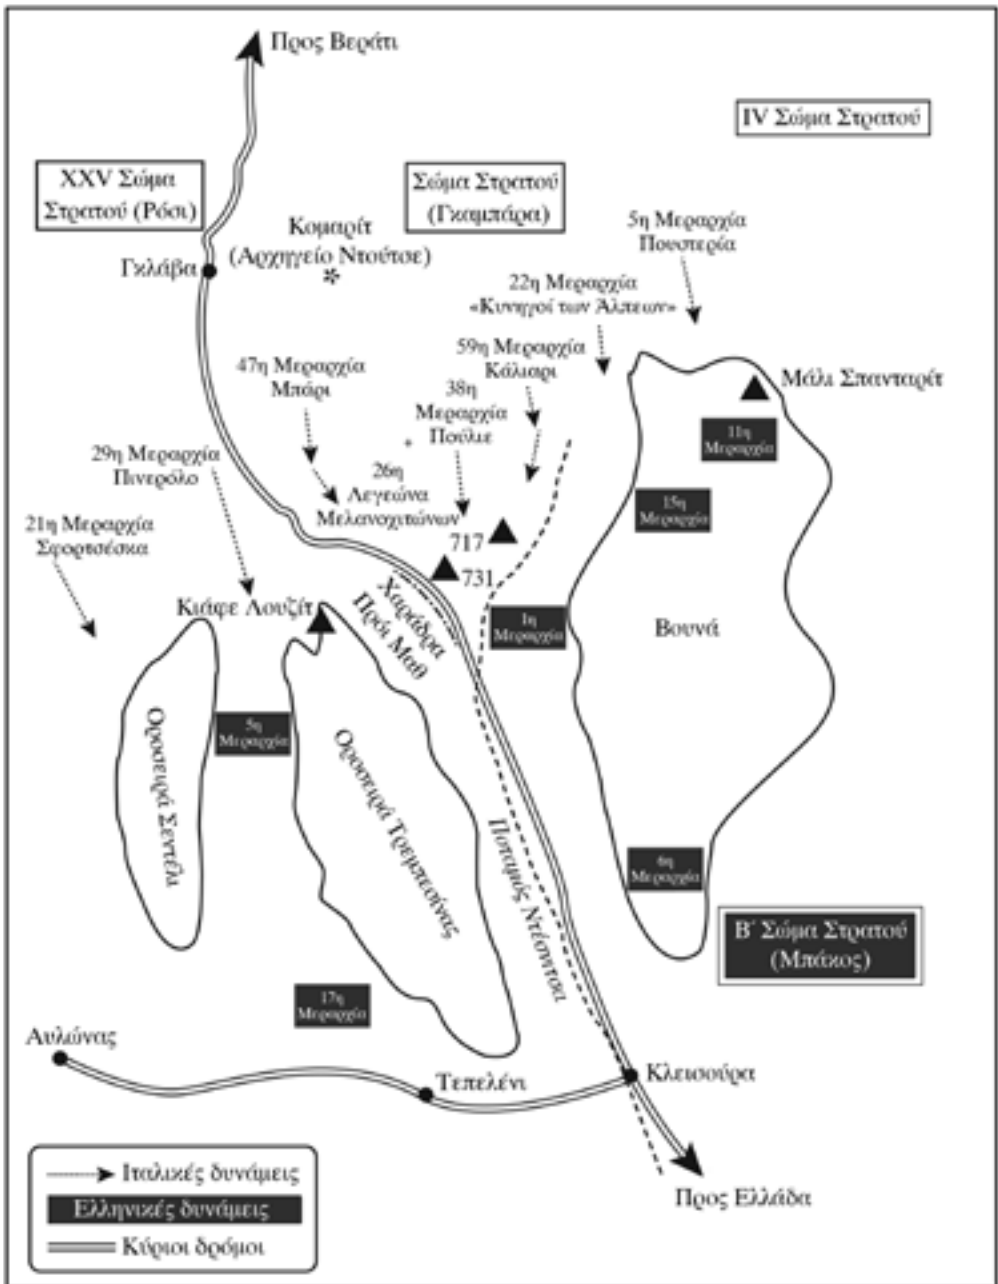 Προς Βεράτι
IV Σώμα Στρατού
XXV Σώμα
Στρατού (Ρόσι)
Σώμα Στρατού
(Γκαμπάρα)
Κομαρίτ
(Αρχηγείο Ντούτσε)
Γκλάβα
5η Μεραρχία
Πουστερία
22η Μεραρχία
«Κυνηγοί των Άλπεων»
59η Μεραρχία
Κάλιαρι
47η Μεραρχία
Μπάρι
38η
Μεραρχία
Πούλιε
Μάλι Σπανταρίτ
11η
Μεραρχία
29η Μεραρχία
Πινερόλο
26η
Λεγεώνα
Μελανοχιτώνων
15η
Μεραρχία
21η Μεραρχία
Σφορτσέσκα
717
731
Κιάφε Λουζίτ
Χαράδρα
Πρόι Μαθ
1η
Μεραρχία
Βουνά
5η
Μεραρχία
Οροσειρά Σεντέλη
Οροσειρά Τρεμπεσίνας
Ποταμός Ντέσνιτσα
6η
Μεραρχία
Β΄ Σώμα Στρατού
(Μπάκος)
17η
Μεραρχία
Αυλώνας
Τεπελένι
Κλεισούρα
Προς Ελλάδα
Ιταλικές δυνάμεις
Ελληνικές δυνάμεις
Κύριοι δρόμοι